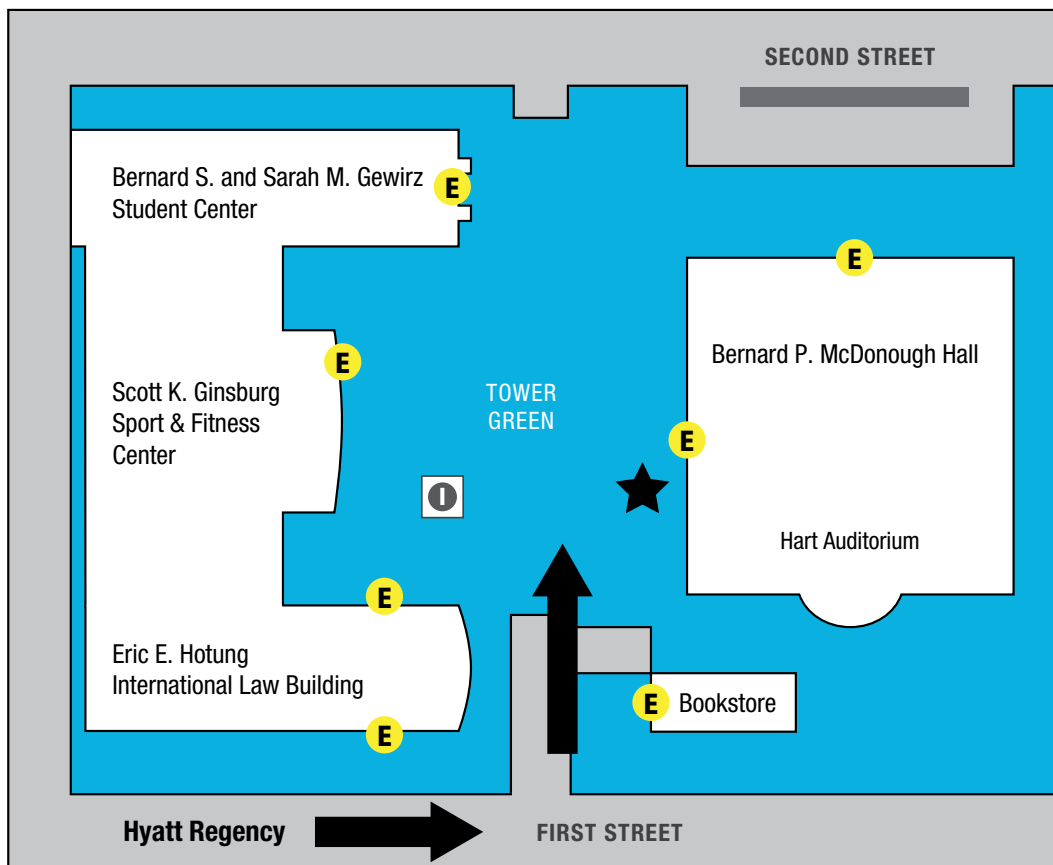 SECOND STREET
Bernard S. and Sarah M. Gewirz
Student Center
E
E
Bernard P. McDonough Hall
E
Scott K. Ginsburg
Sport & Fitness
Center
TOWER
GREEN
E
I
Hart Auditorium
E
Eric E. Hotung
International Law Building
E
Bookstore
E
Hyatt Regency
FIRST STREET